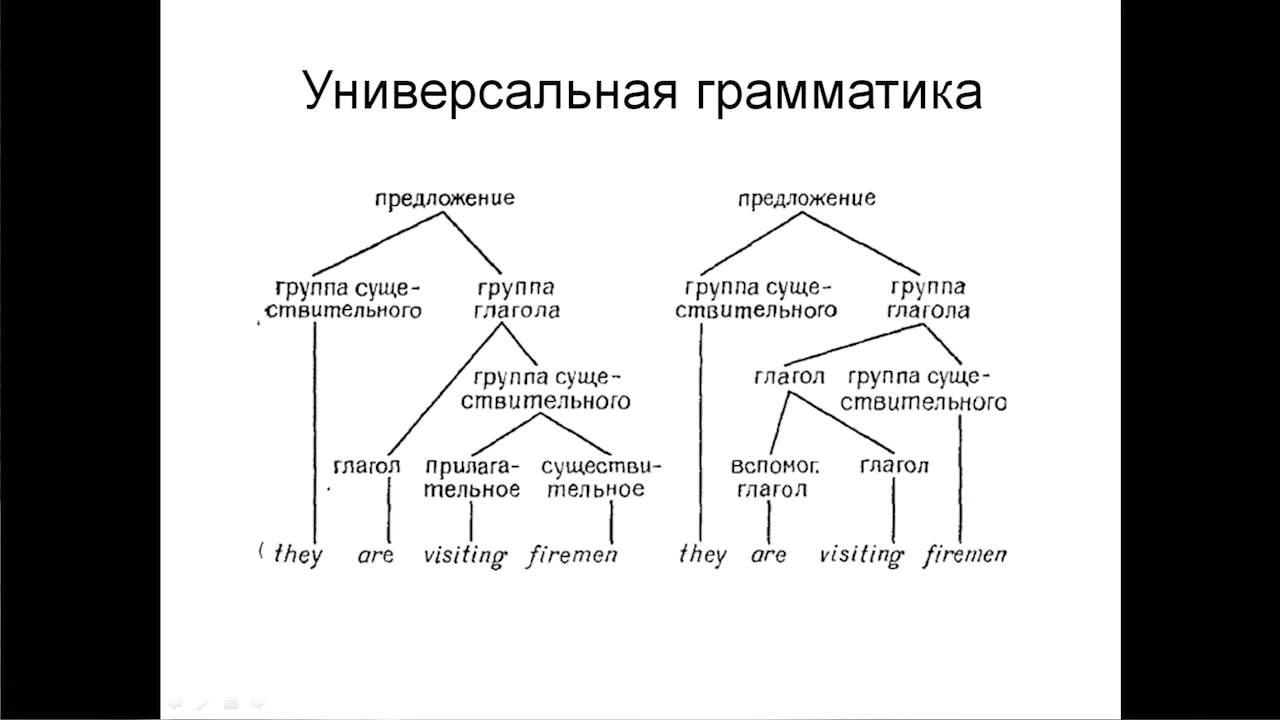 Универсальная грамматика
предложение
группа суще-
ствительного
группа
глагола
группа суще-
ствительного
глагол
прилага-
тельное
существи-
тельное
( they are visiting firemen
предложение
группа суще-
ствительного
группа
глагола
глагол
группа суще-
ствительного
вспомог.
глагол
глагол
they are visiting firemen